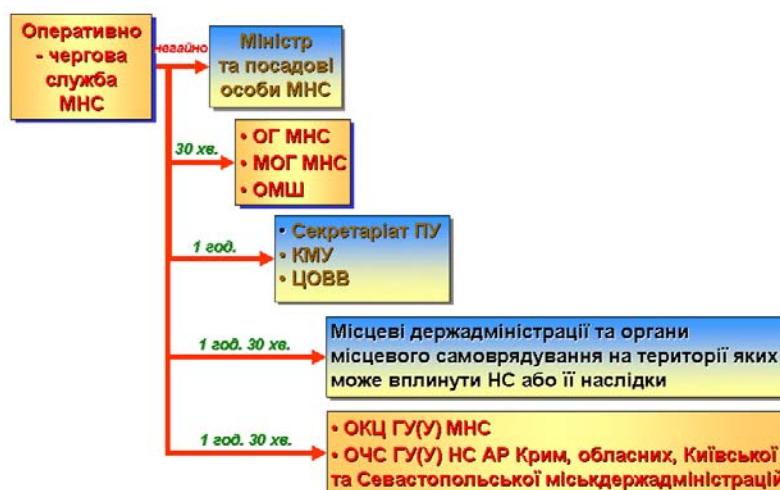 Оперативно
- чергова
служба
МНС
негайно
Міністр
та посадові
особи МНС
30 хв.
• ОГ МНС
• МОГ МНС
• ОМШ
1 год.
• Секретаріат ПУ
• КМУ
• ЦОВВ
1 год. 30 хв.
Місцеві держадміністрації та органи
місцевого самоврядування на території яких
може вплинути НС або її наслідки
1 год. 30 хв.
• ОКЦ ГУ(У) МНС
• ОЧС ГУ(У) НС АР Крим, обласних, Київської
та Севастопольської міськдержадміністрацій